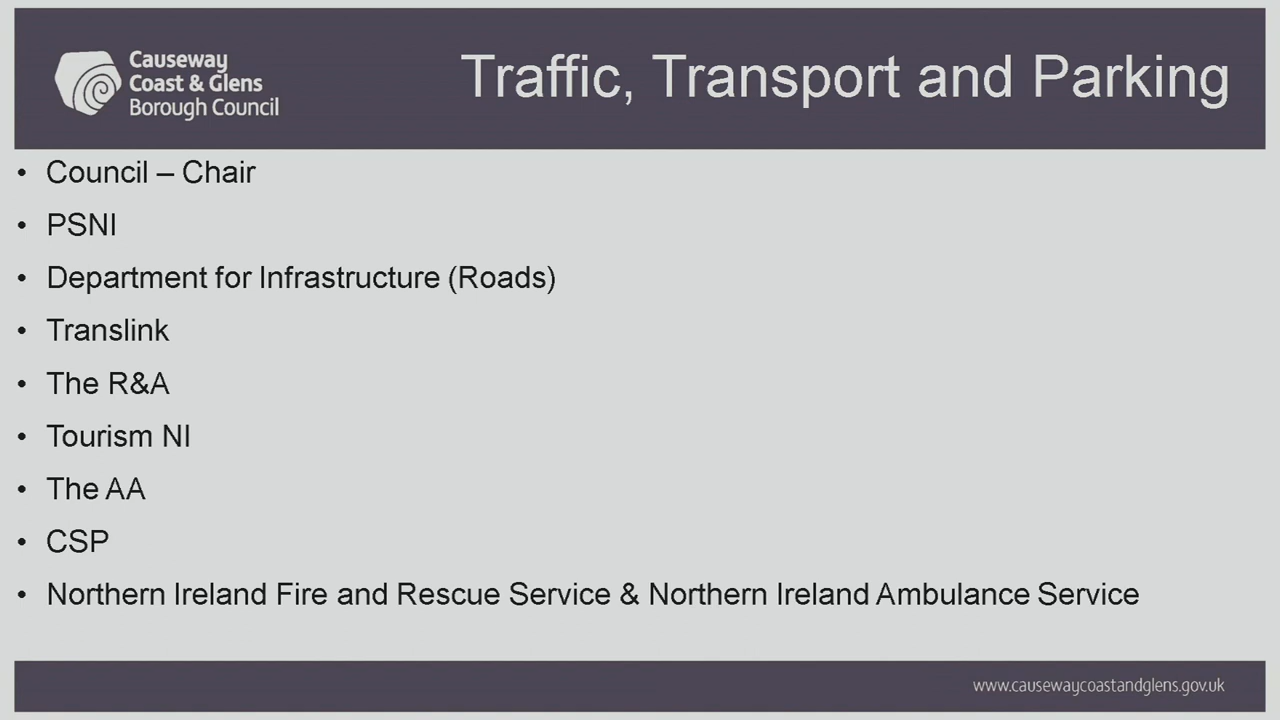 Causeway
Coast & Glens
Borough Council
Traffic, Transport and Parking
• Council – Chair
• PSNI
• Department for Infrastructure (Roads)
• Translink
• The R&A
• Tourism NI
• The AA
• CSP
• Northern Ireland Fire and Rescue Service & Northern Ireland Ambulance Service
www.causewaycoastandglens.gov.uk